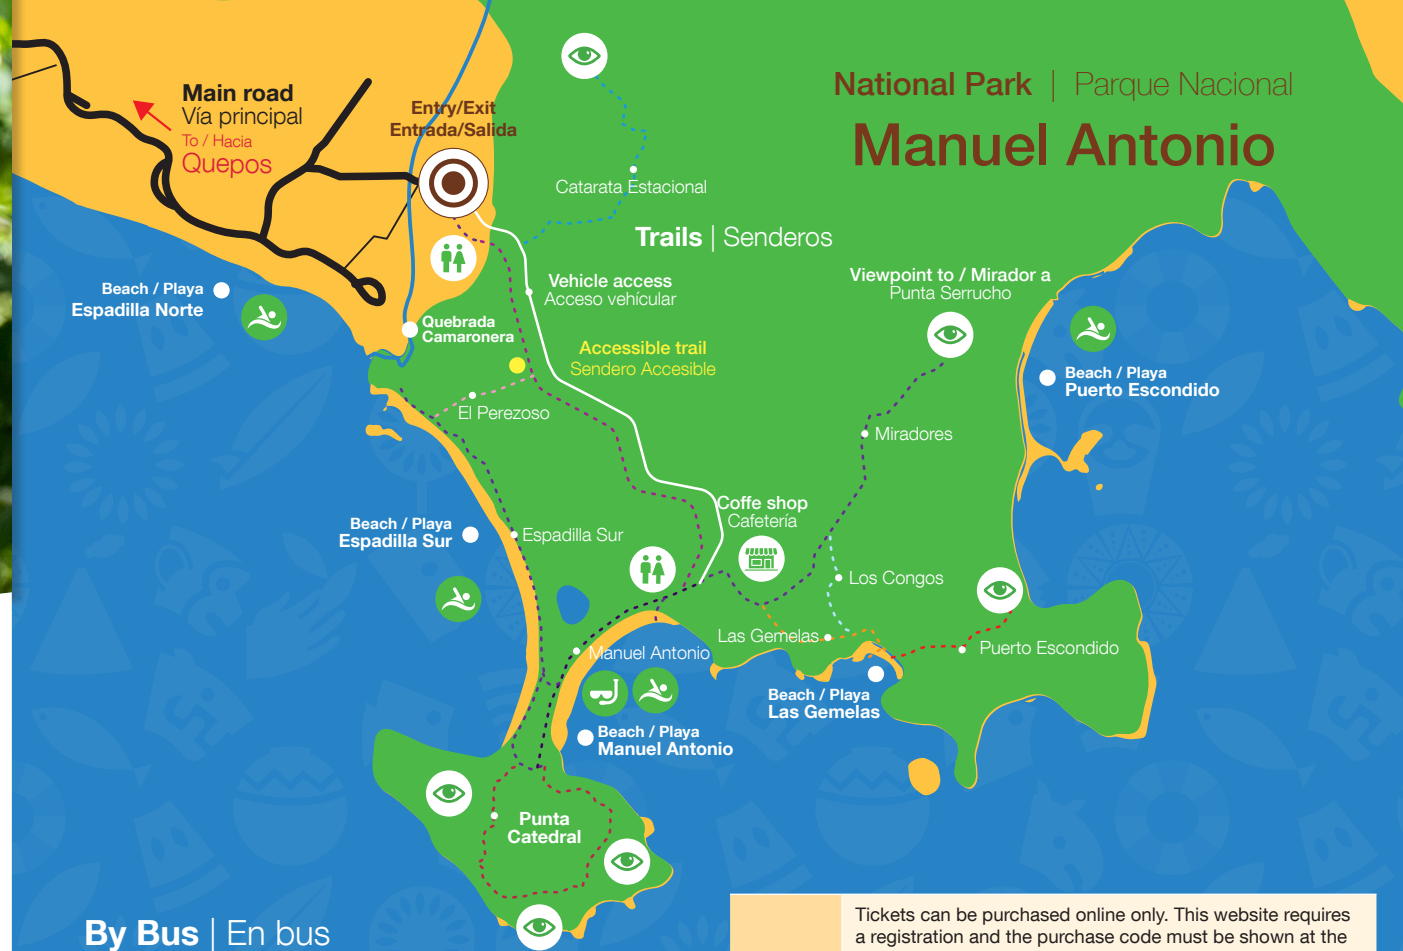 National Park | Parque Nacional
Manuel Antonio
Main road
Vía principal
To / Hacia
Quepos
Entry/Exit
Entrada/Salida
Catarata Estacional
Trails | Senderos
Vehicle access
Acceso vehícular
Viewpoint to / Mirador a
Punta Serrucho
Beach / Playa
Espadilla Norte
Quebrada
Camaronera
Accessible trail
Sendero Accesible
Beach / Playa
Puerto Escondido
El Perezoso
Miradores
Coffe shop
Cafetería
Beach / Playa
Espadilla Sur
Espadilla Sur
Los Congos
Las Gemelas
Puerto Escondido
Manuel Antonio
Beach / Playa
Las Gemelas
Beach / Playa
Manuel Antonio
Punta
Catedral
By Bus | En bus
Tickets can be purchased online only. This website requires
a registration and the purchase code must be shown at the